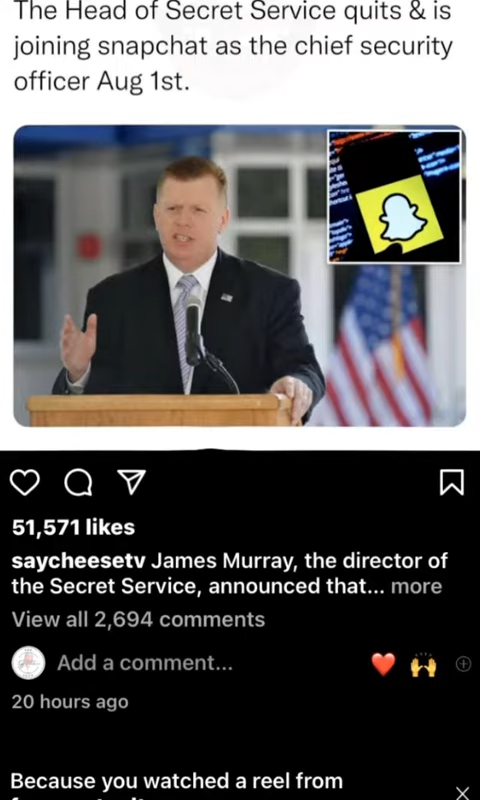 The Head of Secret Service quits & is
joining snapchat as the chief security
officer Aug 1st.
51,571 likes
saycheesetv James Murray, the director of
the Secret Service, announced that... more
View all 2,694 comments
Add a comment...
20 hours ago
Because you watched a reel from